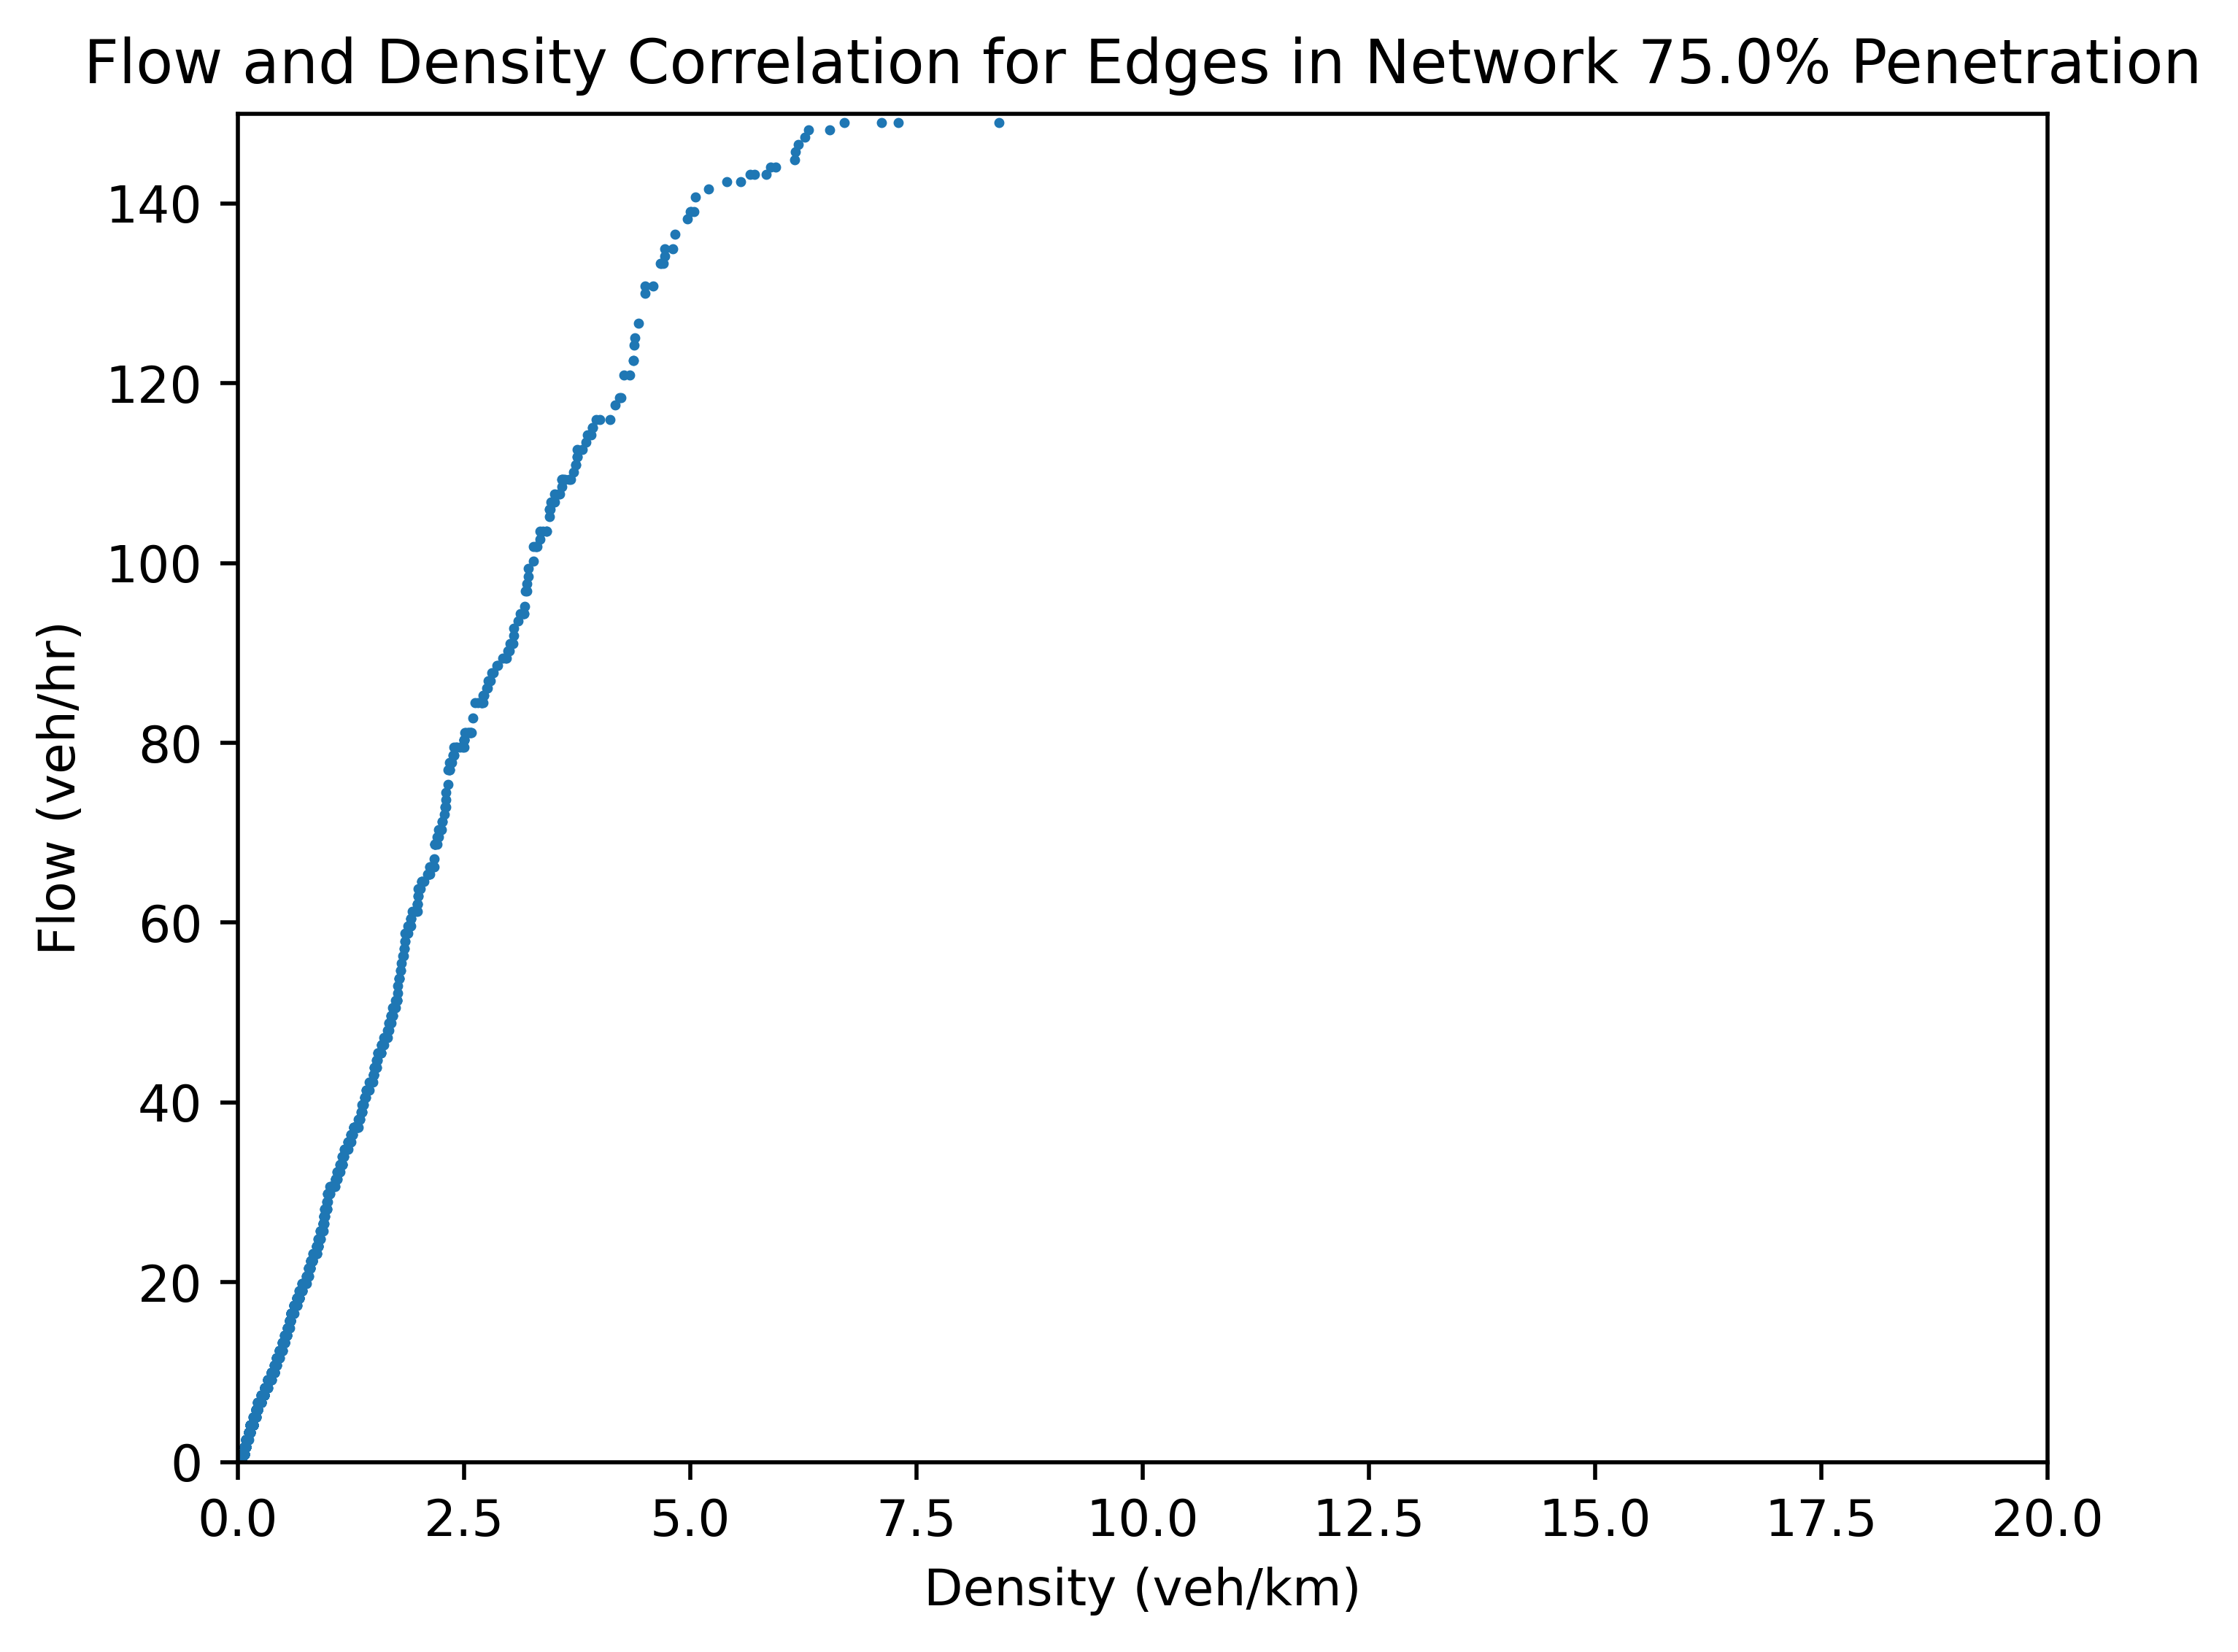 Flow and Density Correlation for Edges in Network 75.0% Penetration
140
120
100
80
60
40
20
0
Flow (veh/hr)
0.0 2.5 5.0 7.5 10.0 12.5 15.0 17.5 20.0
Density (veh/km)